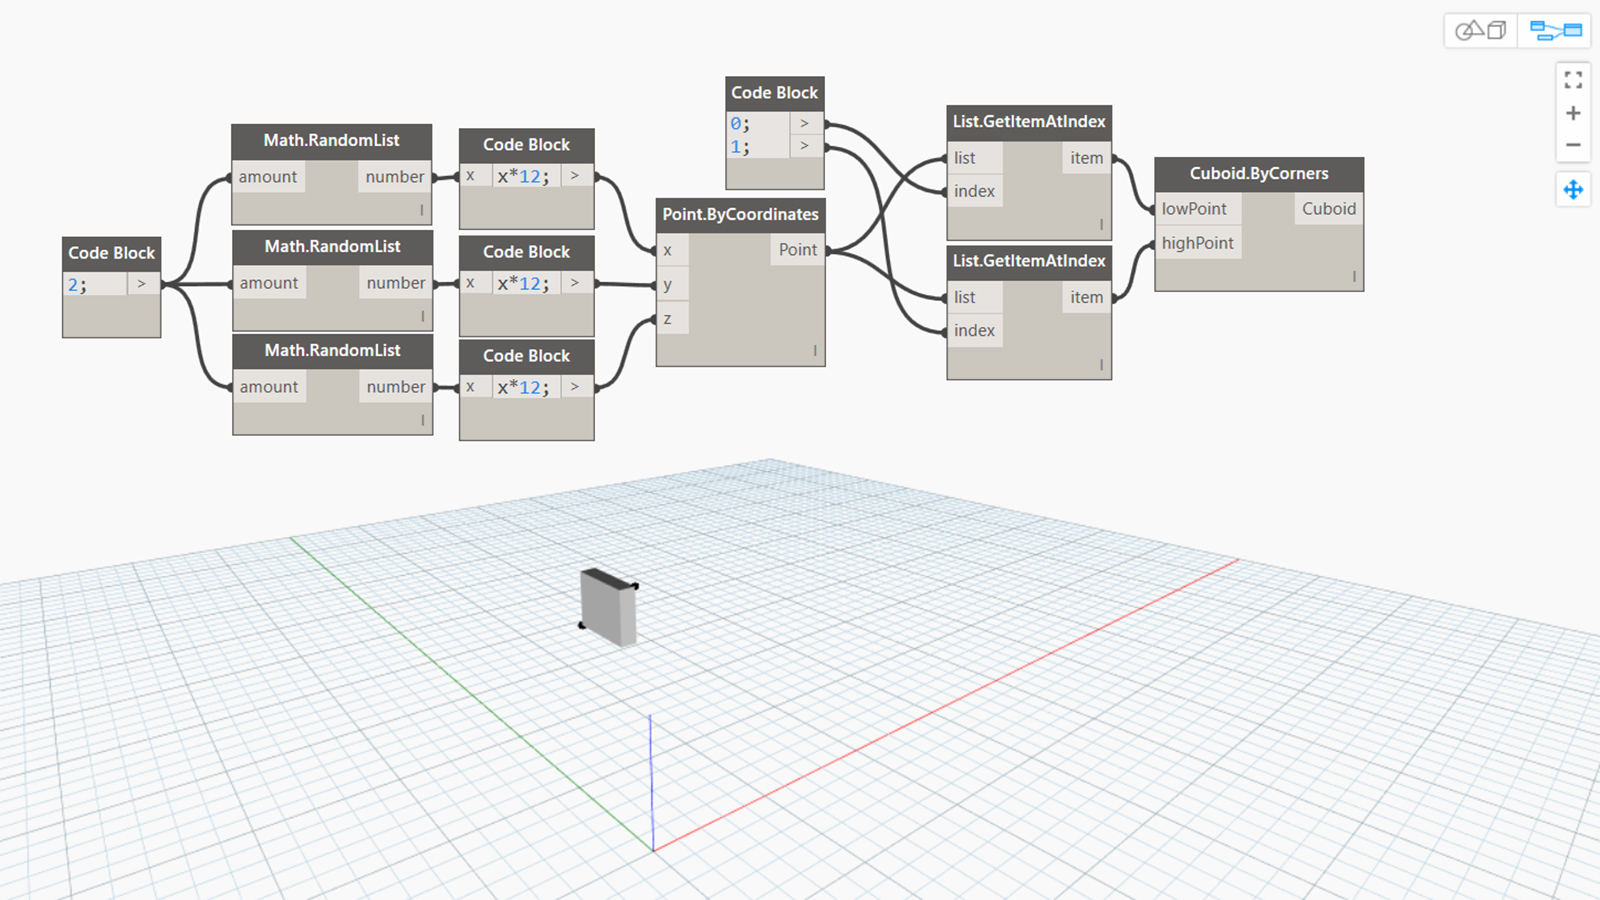 Code Block
2; >
Math.RandomList
amount number
Math.RandomList
amount number
Math.RandomList
amount number
Code Block
x x*12; >
Code Block
x x*12; >
Code Block
x x*12; >
Code Block
0; >
1; >
Point.ByCoordinates
x Point
y
z
List.GetItemAtIndex
list item
index
List.GetItemAtIndex
list item
index
Cuboid.ByCorners
lowPoint Cuboid
highPoint